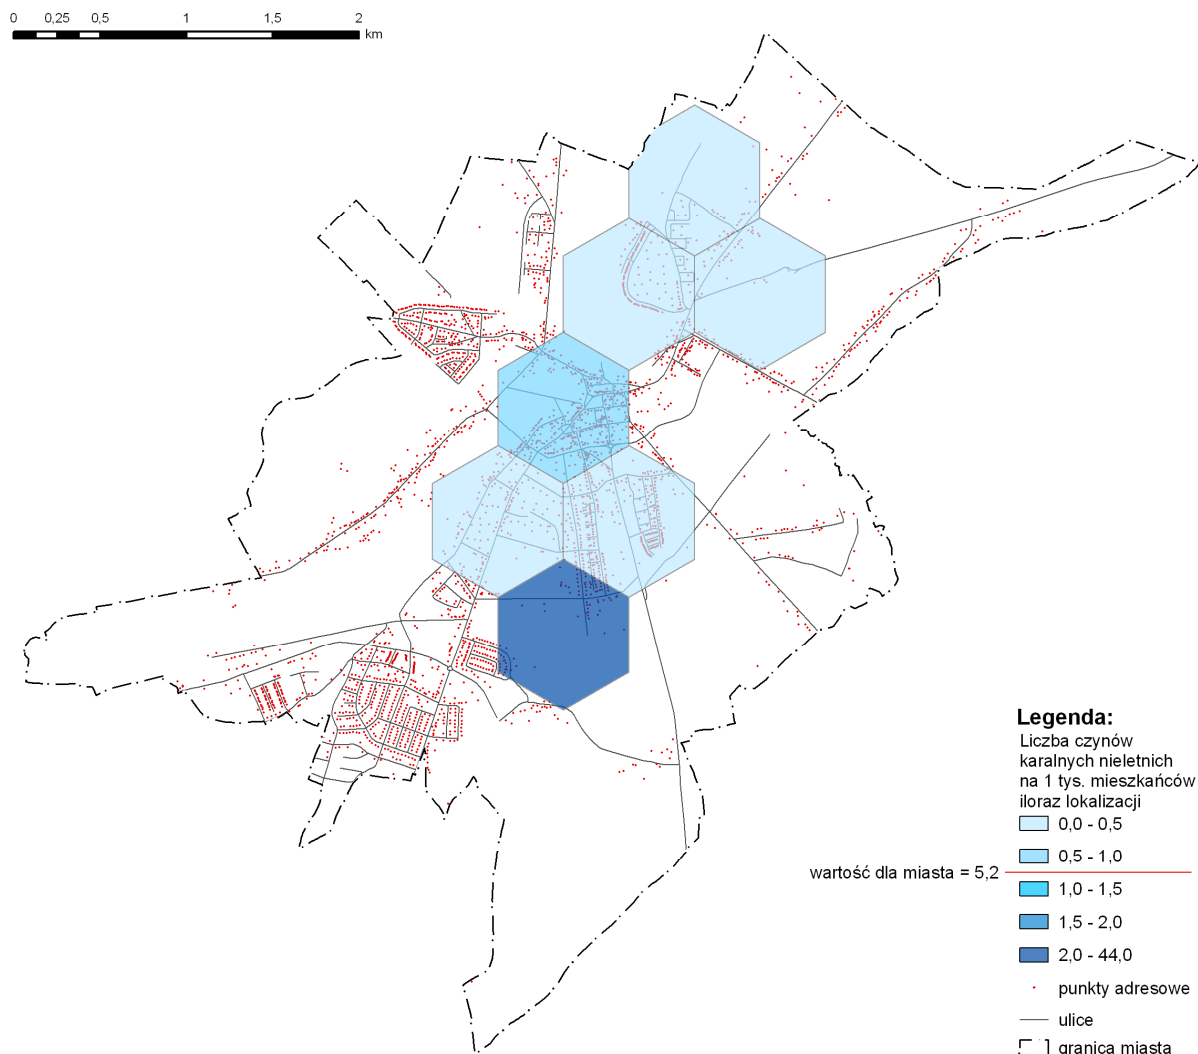 0 0,25 0,5 1 1,5 2
km
Legenda:
Liczba czynów
karalnych nieletnich
na 1 tys. mieszkańców
iloraz lokalizacji
0,0 - 0,5
0,5 - 1,0
wartość dla miasta = 5,2
1,0 - 1,5
1,5 - 2,0
2,0 - 44,0
punkty adresowe
ulice
granica miasta